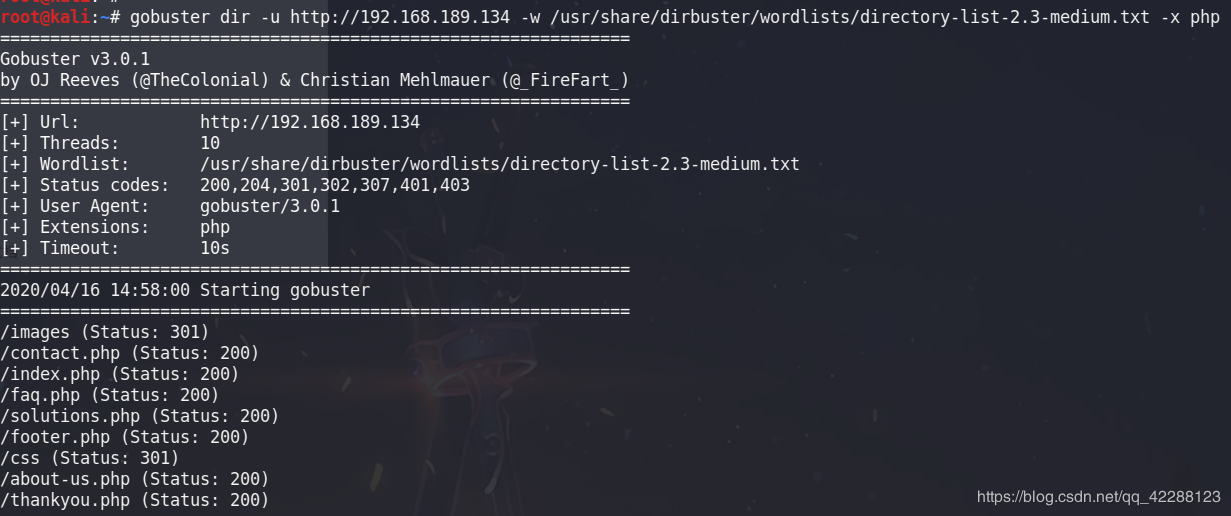 root@kali:~#
root@kali:~# gobuster dir -u http://192.168.189.134 -w /usr/share/dirbuster/wordlists/directory-list-2.3-medium.txt -x php
===============================================================
Gobuster v3.0.1
by OJ Reeves (@TheColonial) & Christian Mehlmauer (@_FireFart_)
===============================================================
[+] Url:            http://192.168.189.134
[+] Threads:        10
[+] Wordlist:       /usr/share/dirbuster/wordlists/directory-list-2.3-medium.txt
[+] Status codes:   200,204,301,302,307,401,403
[+] User Agent:     gobuster/3.0.1
[+] Extensions:     php
[+] Timeout:        10s
===============================================================
2020/04/16 14:58:00 Starting gobuster
===============================================================
/images (Status: 301)
/contact.php (Status: 200)
/index.php (Status: 200)
/faq.php (Status: 200)
/solutions.php (Status: 200)
/footer.php (Status: 200)
/css (Status: 301)
/about-us.php (Status: 200)
/thankyou.php (Status: 200)
https://blog.csdn.net/qq_42288123